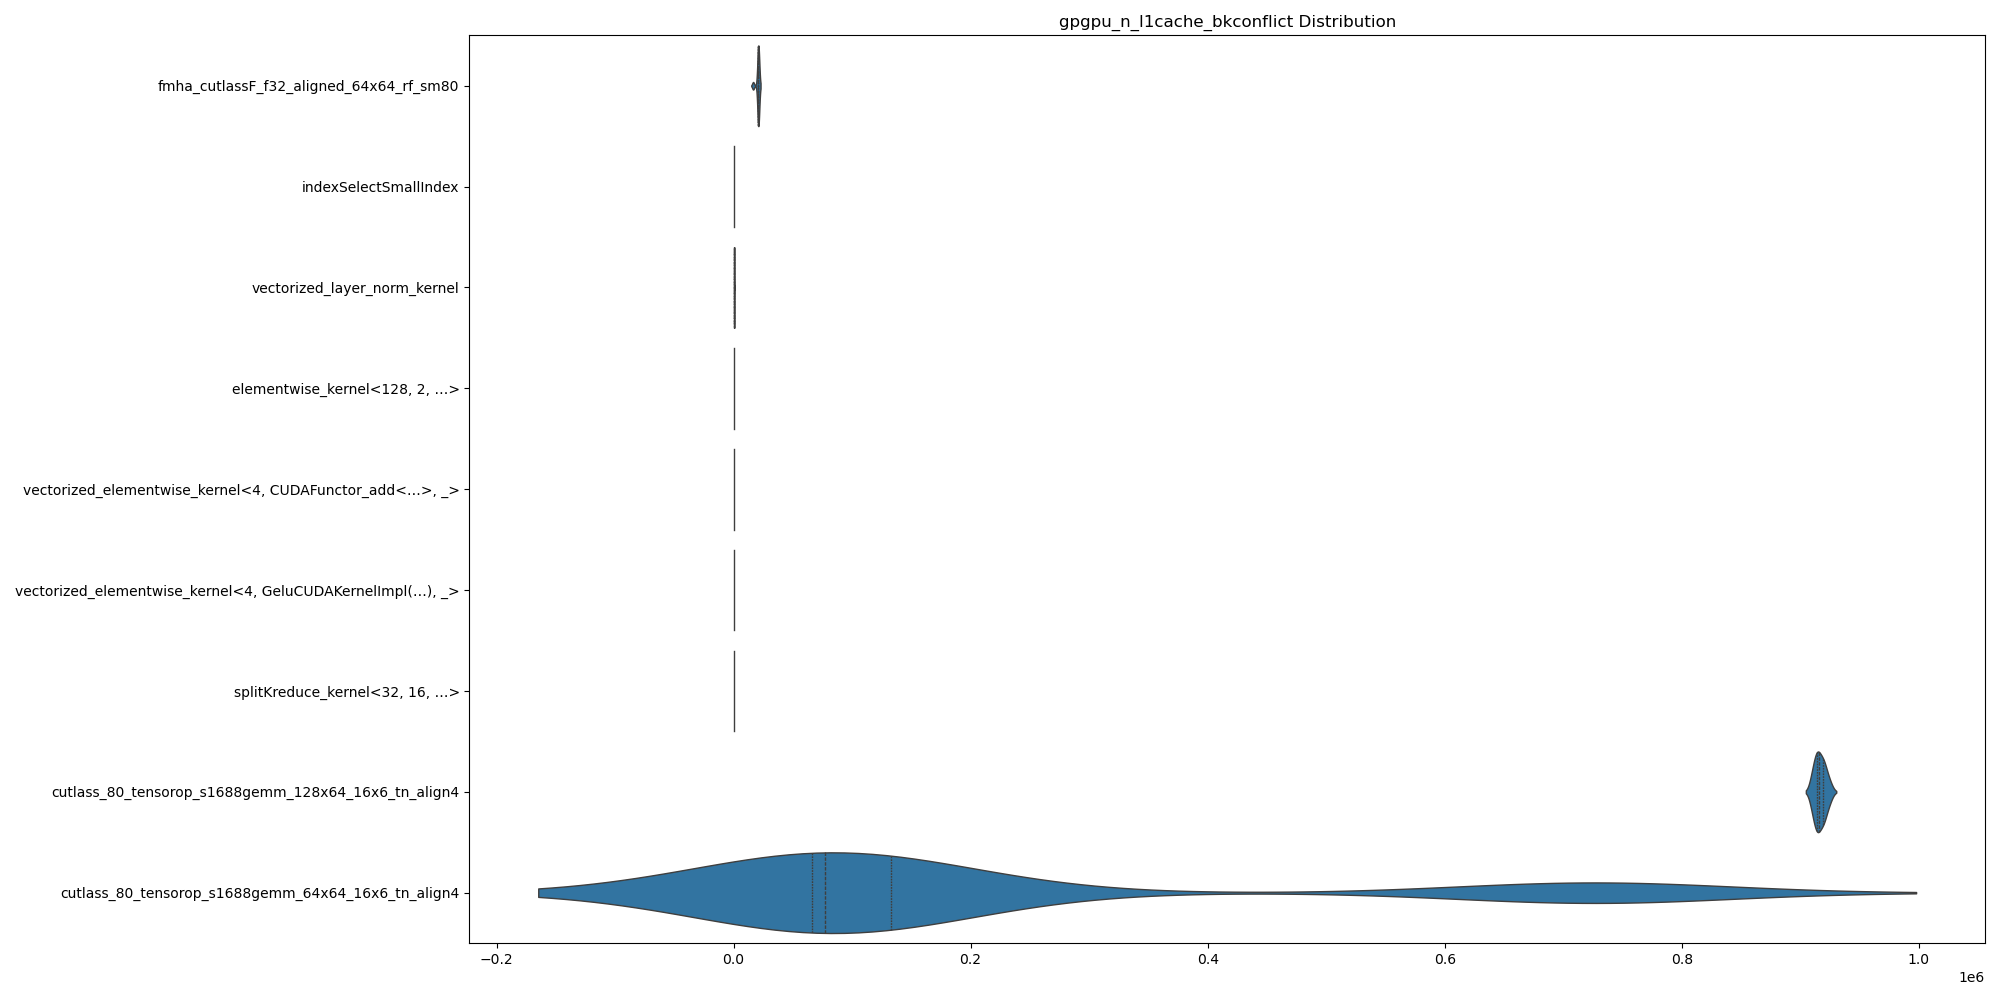 gpgpu_n_l1cache_bkconflict Distribution
fmha_cutlassF_f32_aligned_64x64_rf_sm80
indexSelectSmallIndex
vectorized_layer_norm_kernel
elementwise_kernel<128, 2, ...>
vectorized_elementwise_kernel<4, CUDAFunctor_add<...>, _>
vectorized_elementwise_kernel<4, GeluCUDAKernelImpl(...), _>
splitKreduce_kernel<32, 16, ...>
cutlass_80_tensorop_s1688gemm_128x64_16x6_tn_align4
cutlass_80_tensorop_s1688gemm_64x64_16x6_tn_align4
−0.2 0.0 0.2 0.4 0.6 0.8 1.0
1e6